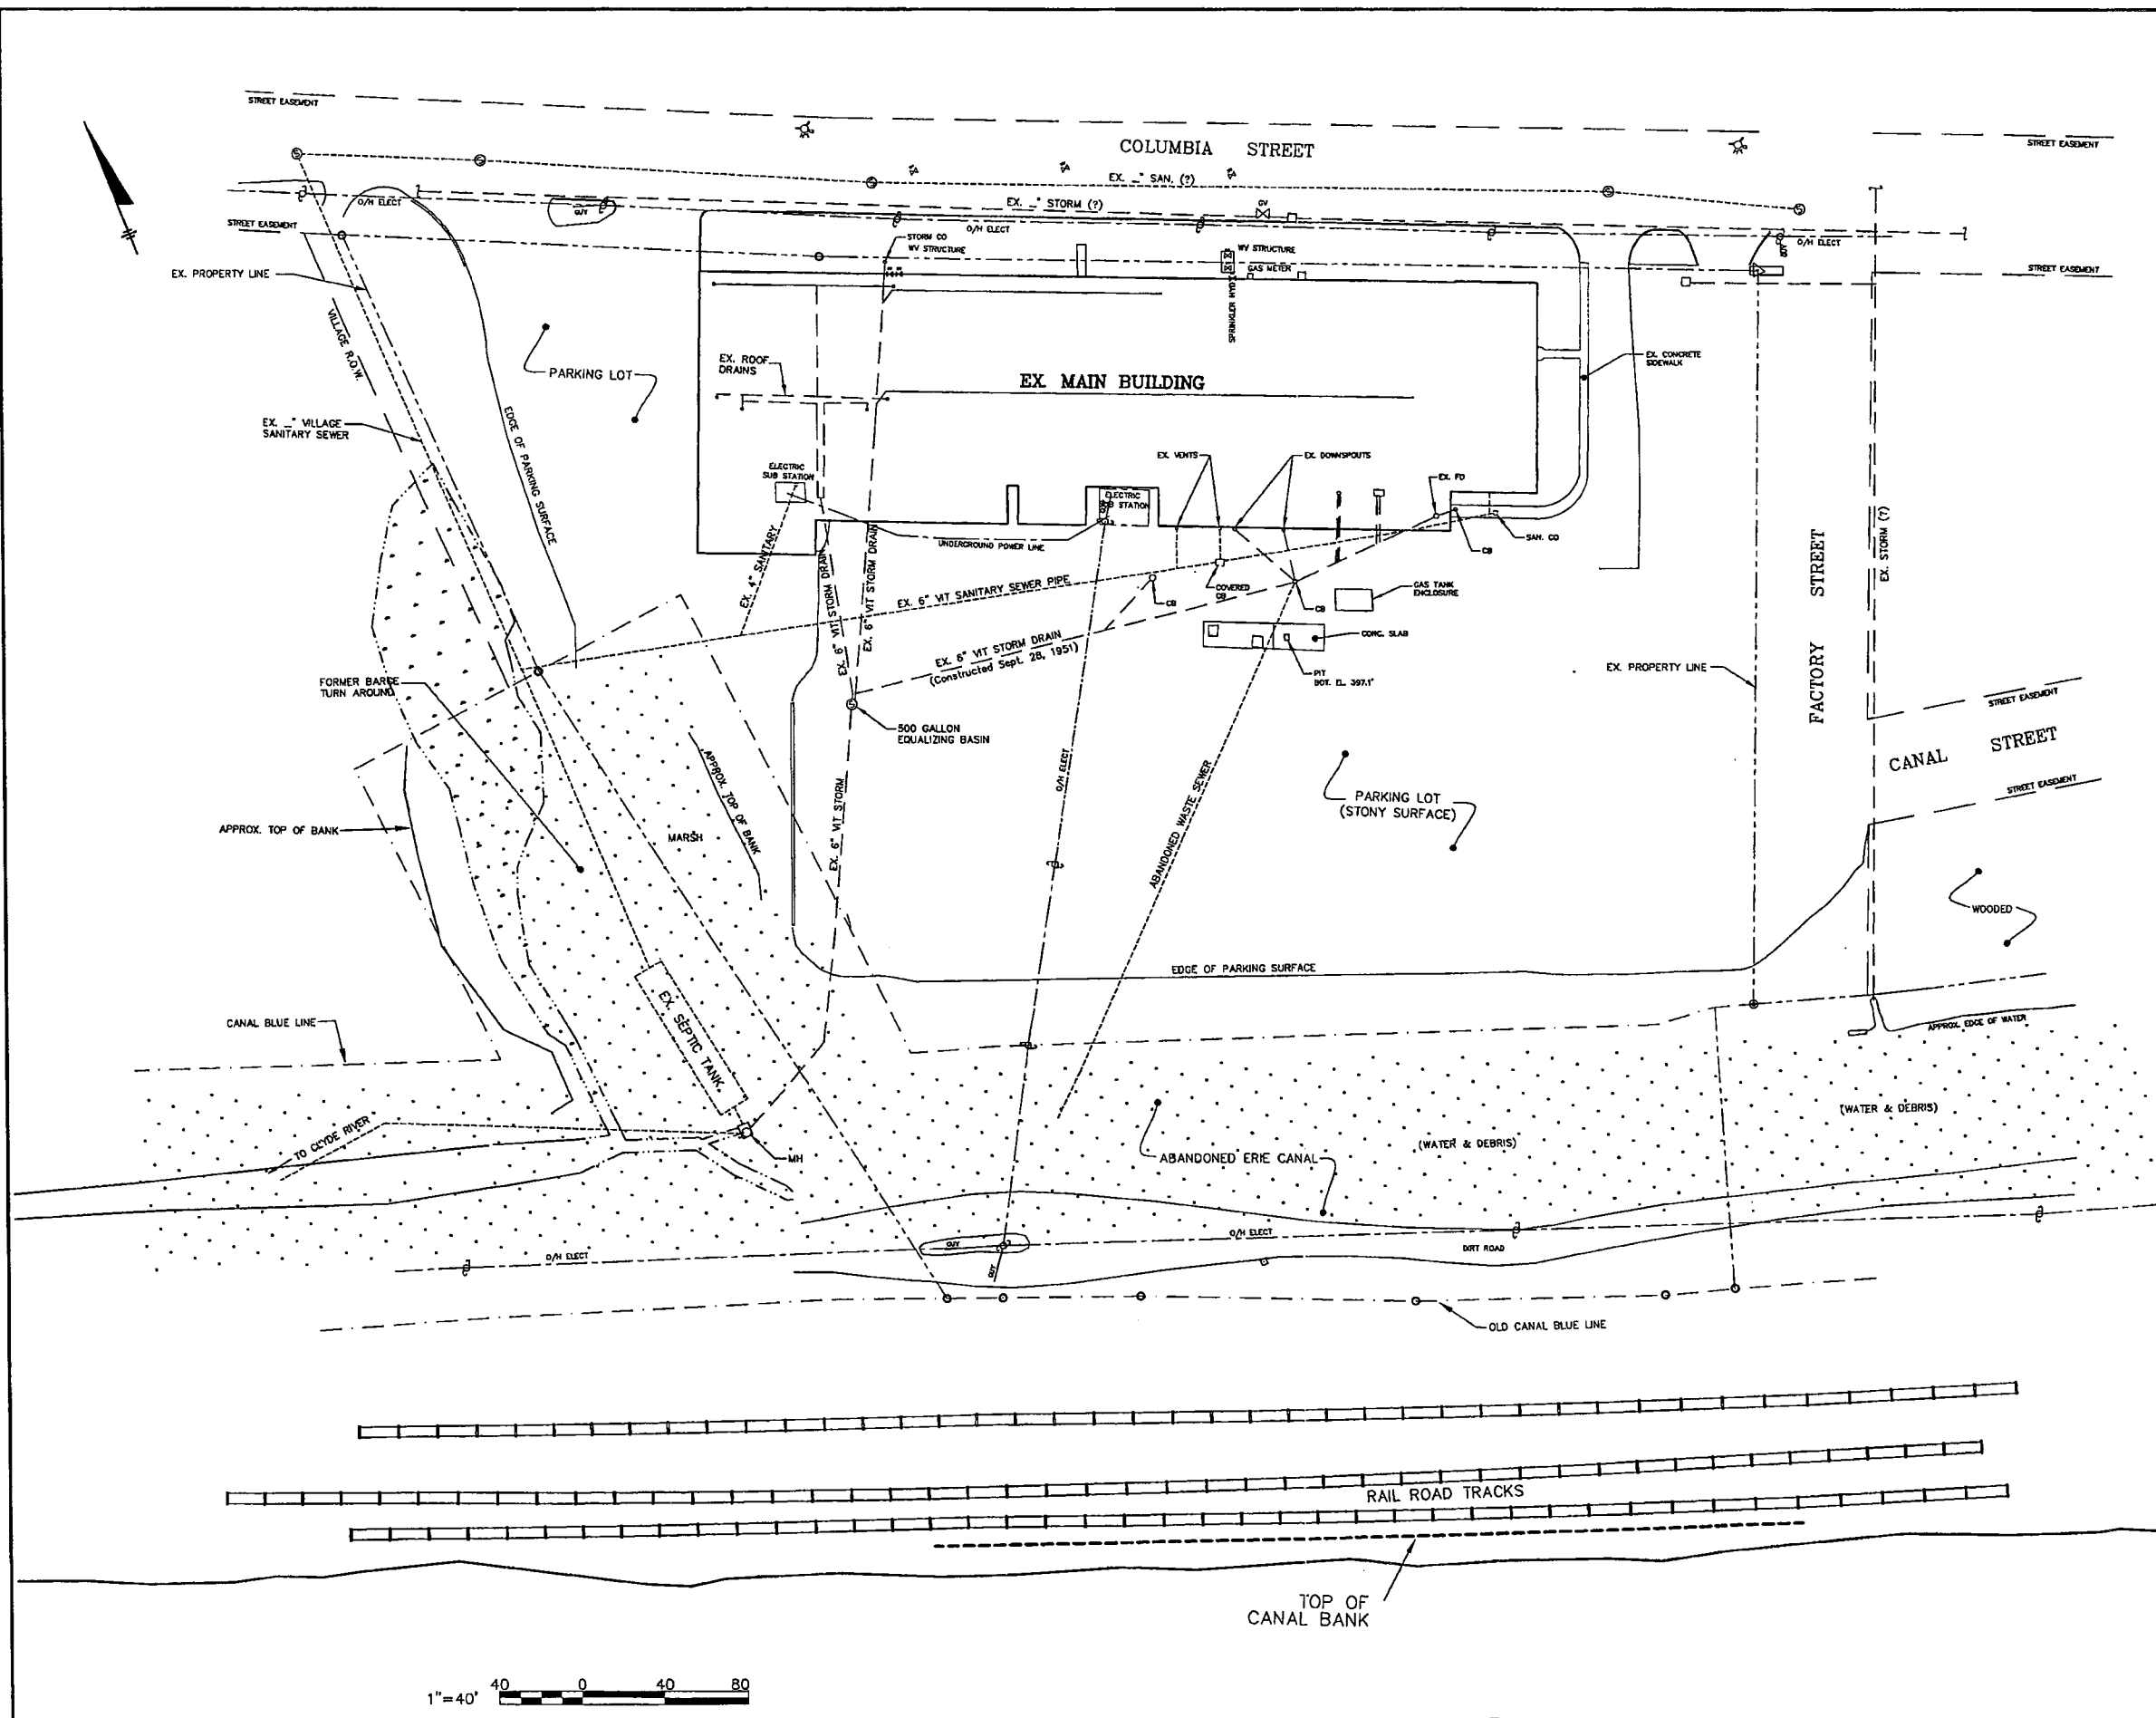 STREET EASEMENT
COLUMBIA STREET
STREET EASEMENT
EX. _" SAN. (?)
O/H ELECT
GUY
EX. _" STORM (?)
GV
O/H ELECT
O/H ELECT
STREET EASEMENT
STORM CO
WV STRUCTURE
WV STRUCTURE
GAS METER
STREET EASEMENT
EX. PROPERTY LINE
SPRINKLER HYD
VILLAGE R.O.W.
PARKING LOT
EX. ROOF
DRAINS
EX. MAIN BUILDING
EX. CONCRETE
SIDEWALK
EX. _" VILLAGE
SANITARY SEWER
EDGE OF PARKING SURFACE
ELECTRIC
SUB STATION
EX. VENTS
EX. DOWNSPOUTS
EX. FD
ELECTRIC
SUB STATION
EX. 4" SANITARY
UNDERGROUND POWER LINE
SAN. CO
CB
EX. STORM (?)
EX. 6" VIT STORM DRAIN
EX. 6" VIT STORM DRAIN
EX. 6" VIT SANITARY SEWER PIPE
COVERED
CB
CB
CB
GAS TANK
ENCLOSURE
CONC. SLAB
FACTORY STREET
EX. 6" VIT STORM DRAIN
(Constructed Sept. 28, 1951)
PIT
BOT. EL. 397.1'
EX. PROPERTY LINE
FORMER BARGE
TURN AROUND
STREET EASEMENT
500 GALLON
EQUALIZING BASIN
CANAL STREET
APPROX. TOP OF BANK
O/H ELECT
ABANDONED WASTE SEWER
STREET EASEMENT
PARKING LOT
(STONY SURFACE)
APPROX. TOP OF BANK
MARSH
EX. 6" VIT STORM
WOODED
EDGE OF PARKING SURFACE
EX. SEPTIC TANK
CANAL BLUE LINE
APPROX. EDGE OF WATER
(WATER & DEBRIS)
TO CLYDE RIVER
(WATER & DEBRIS)
MH
ABANDONED ERIE CANAL
O/H ELECT
GUY
GUY
O/H ELECT
DIRT ROAD
OLD CANAL BLUE LINE
RAIL ROAD TRACKS
TOP OF
CANAL BANK
1"=40' 40 0 40 80